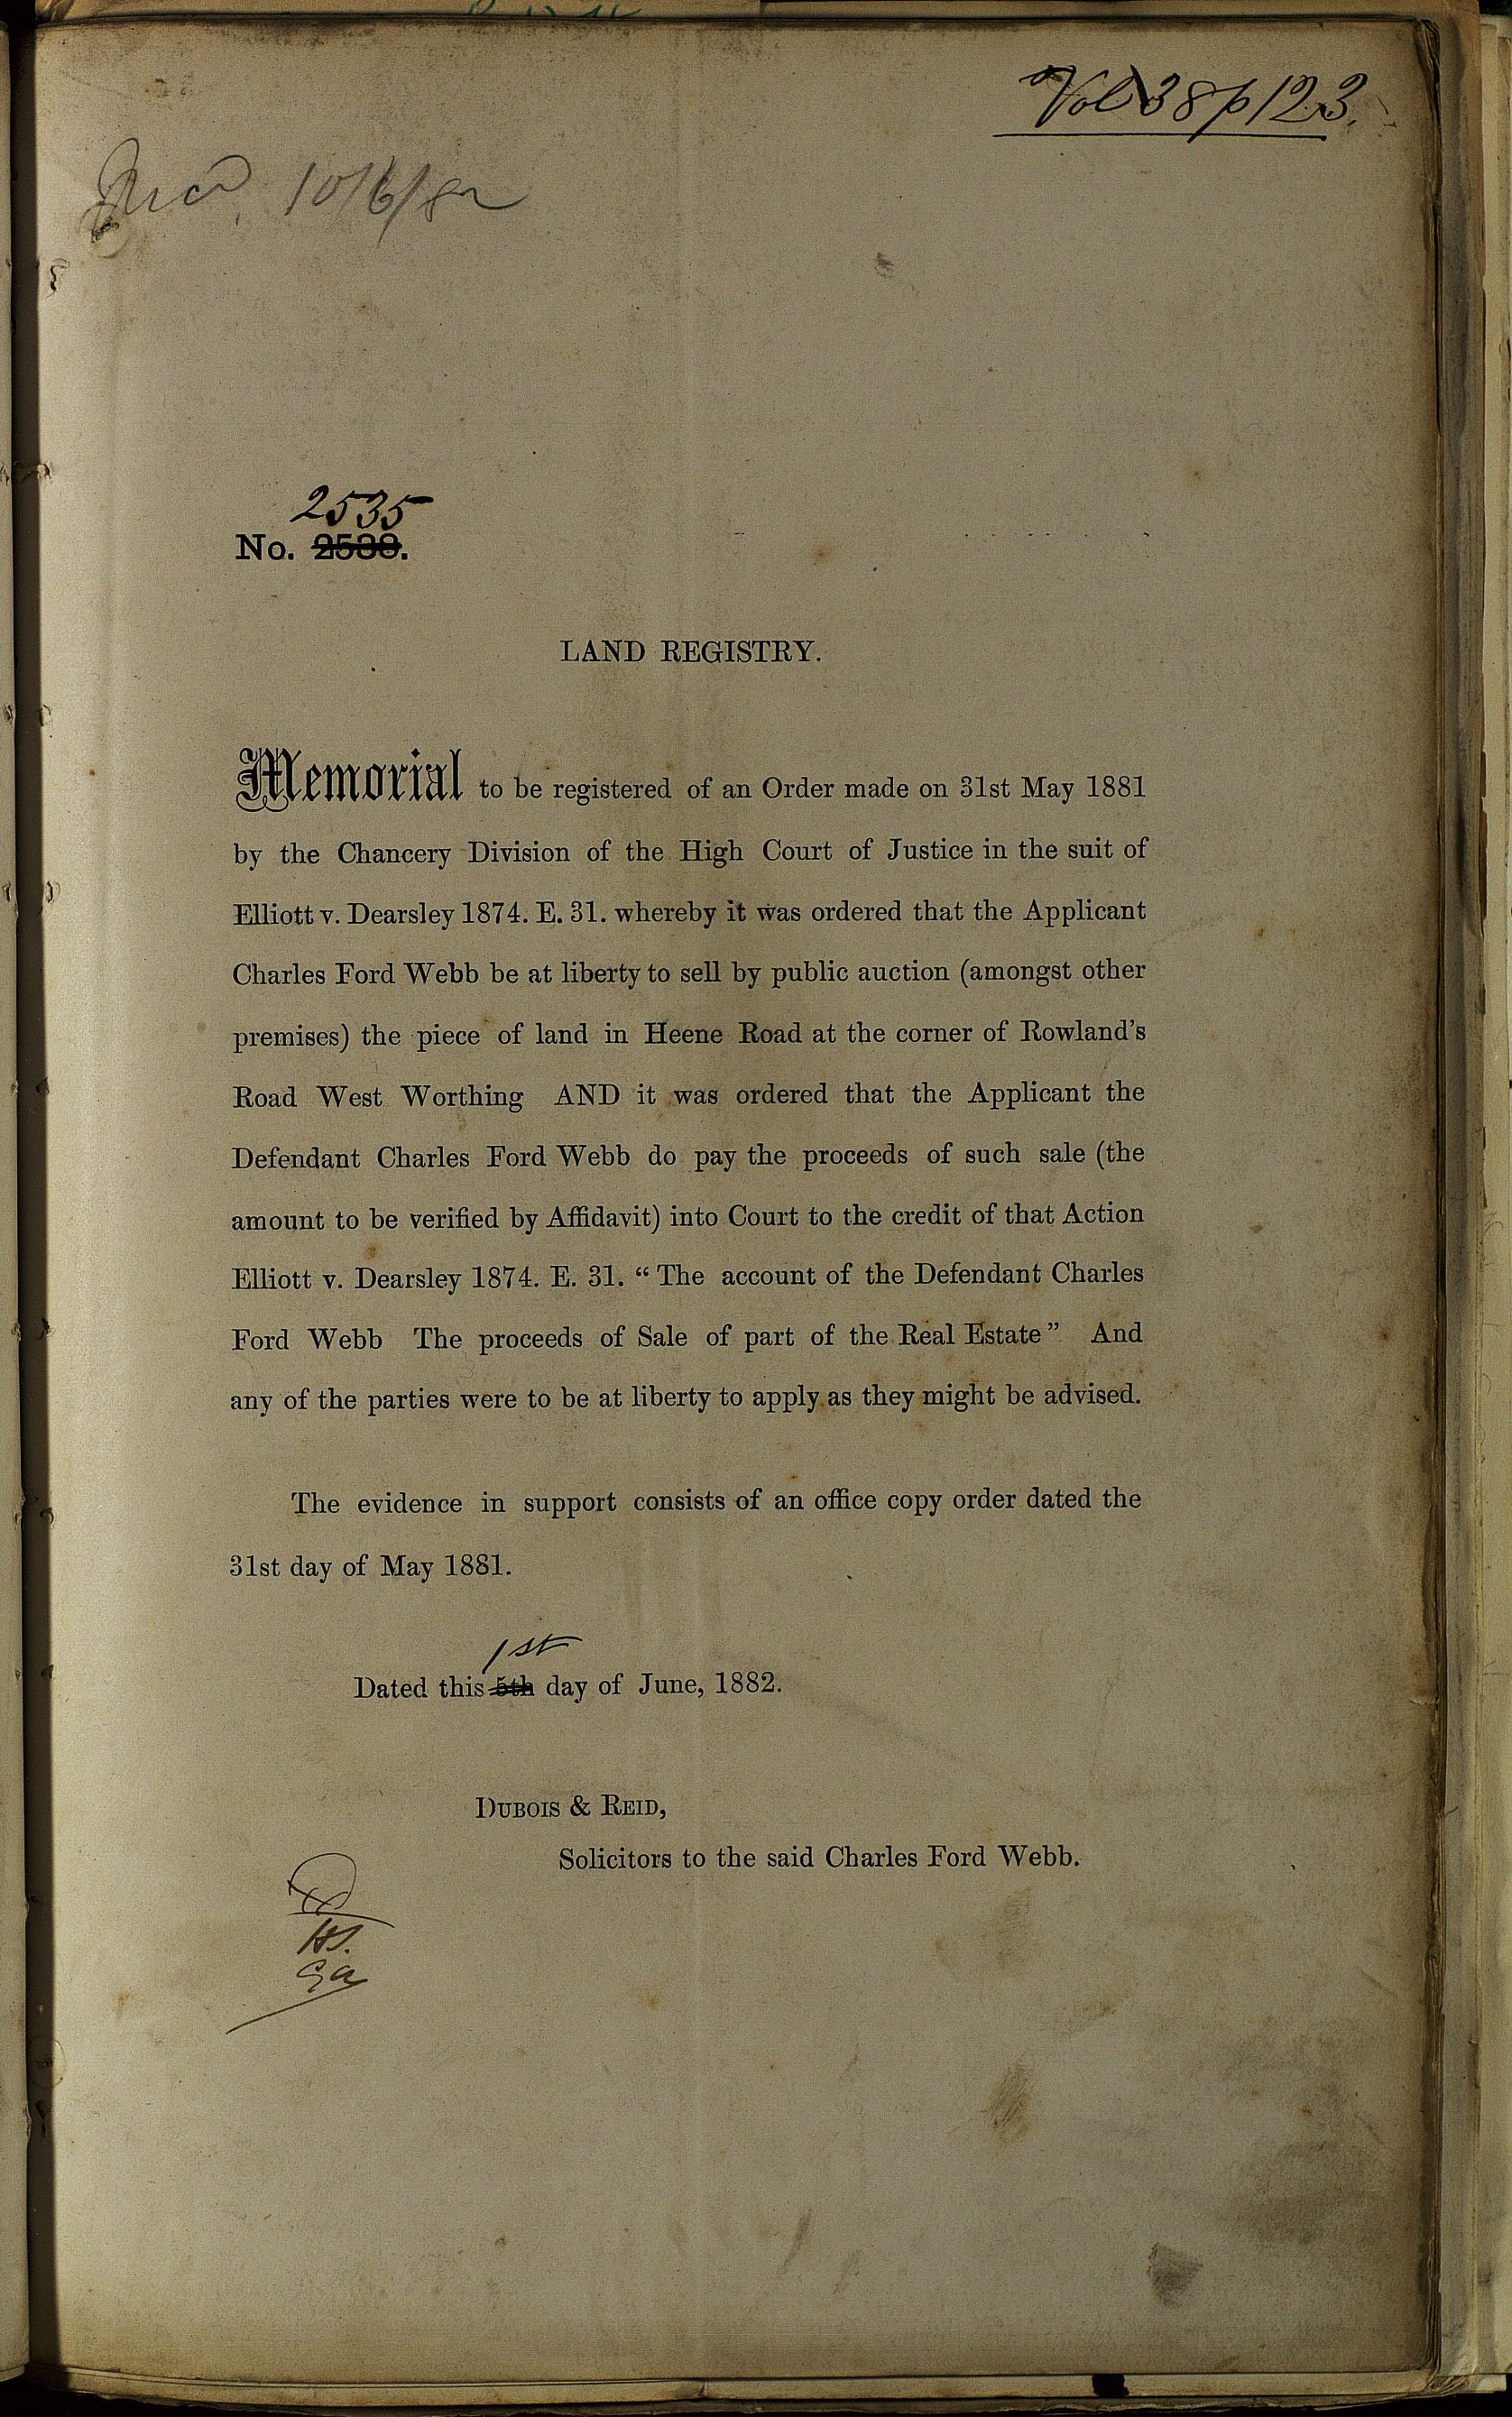 Vol 38 p 123.
10/6/82
2535
No. 2538.
LAND REGISTRY.
Memorial to be registered of an Order made on 31st May 1881
by the Chancery Division of the High Court of Justice in the suit of
Elliott v. Dearsley 1874. E. 31. whereby it was ordered that the Applicant
Charles Ford Webb be at liberty to sell by public auction (amongst other
premises) the piece of land in Heene Road at the corner of Rowland's
Road West Worthing AND it was ordered that the Applicant the
Defendant Charles Ford Webb do pay the proceeds of such sale (the
amount to be verified by Affidavit) into Court to the credit of that Action
Elliott v. Dearsley 1874. E. 31. “ The account of the Defendant Charles
Ford Webb The proceeds of Sale of part of the Real Estate” And
any of the parties were to be at liberty to apply as they might be advised.
The evidence in support consists of an office copy order dated the
31st day of May 1881.
1st
Dated this 5th day of June, 1882.
DUBOIS & REID,
Solicitors to the said Charles Ford Webb.